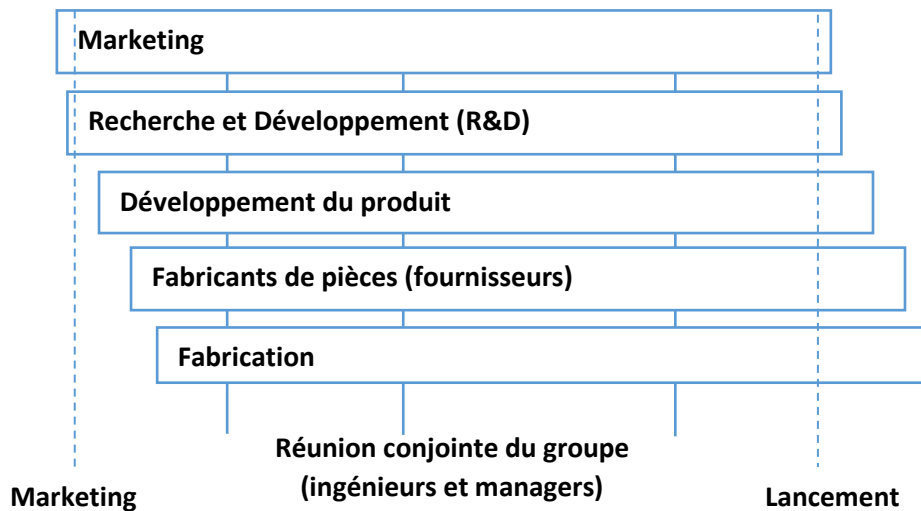 Marketing
Recherche et Développement (R&D)
Développement du produit
Fabricants de pièces (fournisseurs)
Fabrication
Réunion conjointe du groupe
(ingénieurs et managers)
Marketing
Lancement